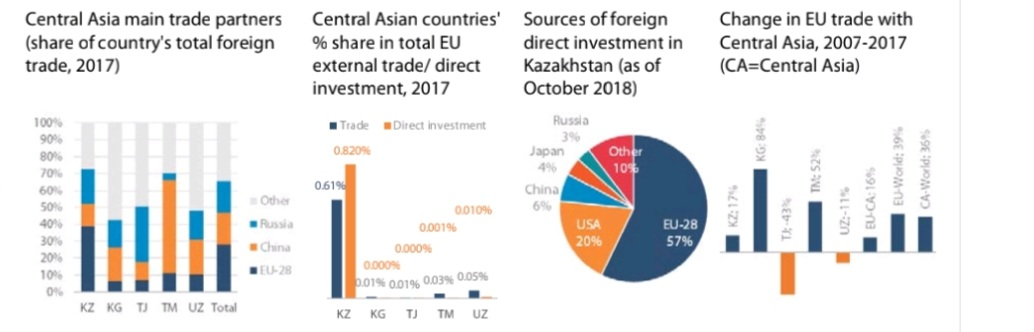 Central Asia main trade partners
(share of country's total foreign
trade, 2017)
100%
90%
80%
70%
60%
50%
40%
30%
20%
10%
0%
KZ KG TJ TM UZ Total
Other
Russia
China
EU-28
Central Asian countries'
% share in total EU
external trade/ direct
investment, 2017
Trade Direct investment
0.820%
0.61%
0.010%
0.001%
0.000%
0.000%
0.01% 0.01% 0.03% 0.05%
KZ KG TJ TM UZ
Sources of foreign
direct investment in
Kazakhstan (as of
October 2018)
Russia
3%
Japan
4%
China
6%
Other
10%
USA
20%
EU-28
57%
Change in EU trade with
Central Asia, 2007-2017
(CA=Central Asia)
KZ: 17%
KG: 84%
TJ: -43%
TM: 52%
UZ: -11%
EU-CA: 16%
EU-World: 39%
CA-World: 36%